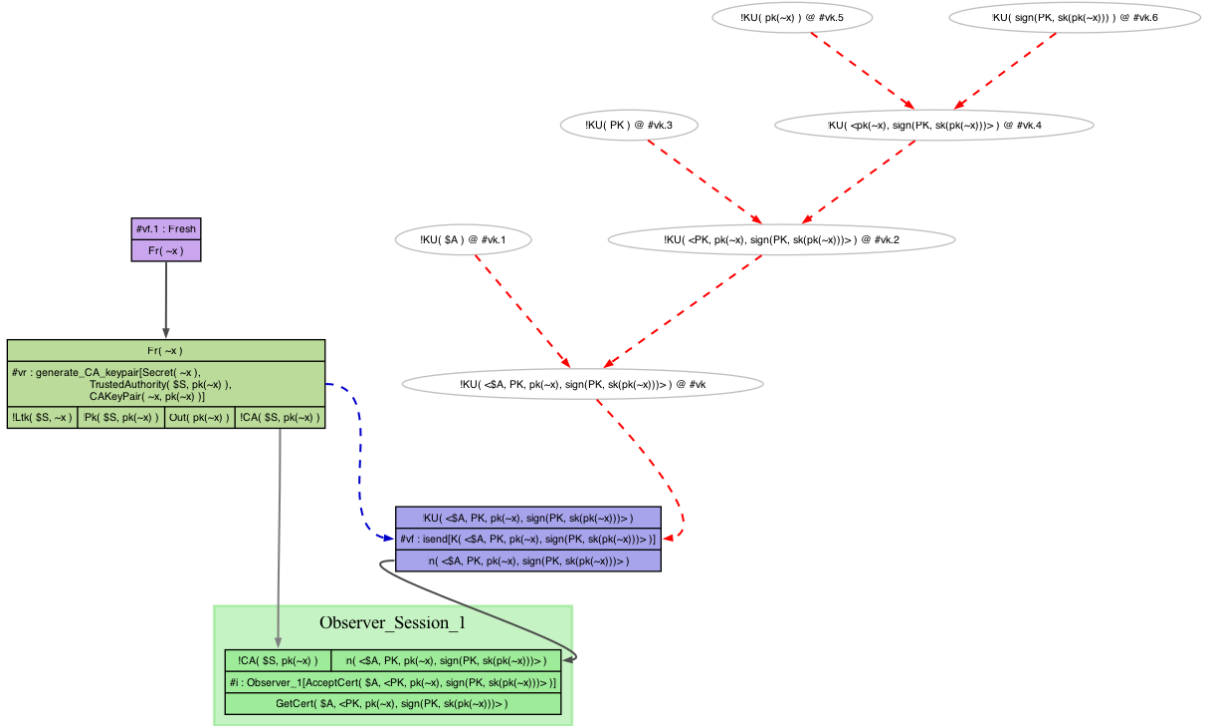 !KU( pk(~x) ) @ #vk.5
!KU( sign(PK, sk(pk(~x))) ) @ #vk.6
!KU( PK ) @ #vk.3
!KU( <pk(~x), sign(PK, sk(pk(~x)))> ) @ #vk.4
#vf.1 : Fresh
Fr( ~x )
!KU( $A ) @ #vk.1
!KU( <PK, pk(~x), sign(PK, sk(pk(~x)))> ) @ #vk.2
Fr( ~x )
#vr : generate_CA_keypair[Secret( ~x ),
TrustedAuthority( $S, pk(~x) ),
CAKeyPair( ~x, pk(~x) )]
!Ltk( $S, ~x ) !Pk( $S, pk(~x) ) Out( pk(~x) ) !CA( $S, pk(~x) )
!KU( <$A, PK, pk(~x), sign(PK, sk(pk(~x)))> ) @ #vk
!KU( <$A, PK, pk(~x), sign(PK, sk(pk(~x)))> )
#vf : isend[K( <$A, PK, pk(~x), sign(PK, sk(pk(~x)))> )]
In( <$A, PK, pk(~x), sign(PK, sk(pk(~x)))> )
Observer_Session_1
!CA( $S, pk(~x) ) In( <$A, PK, pk(~x), sign(PK, sk(pk(~x)))> )
#i : Observer_1[AcceptCert( $A, <PK, pk(~x), sign(PK, sk(pk(~x)))> )]
GetCert( $A, <PK, pk(~x), sign(PK, sk(pk(~x)))> )